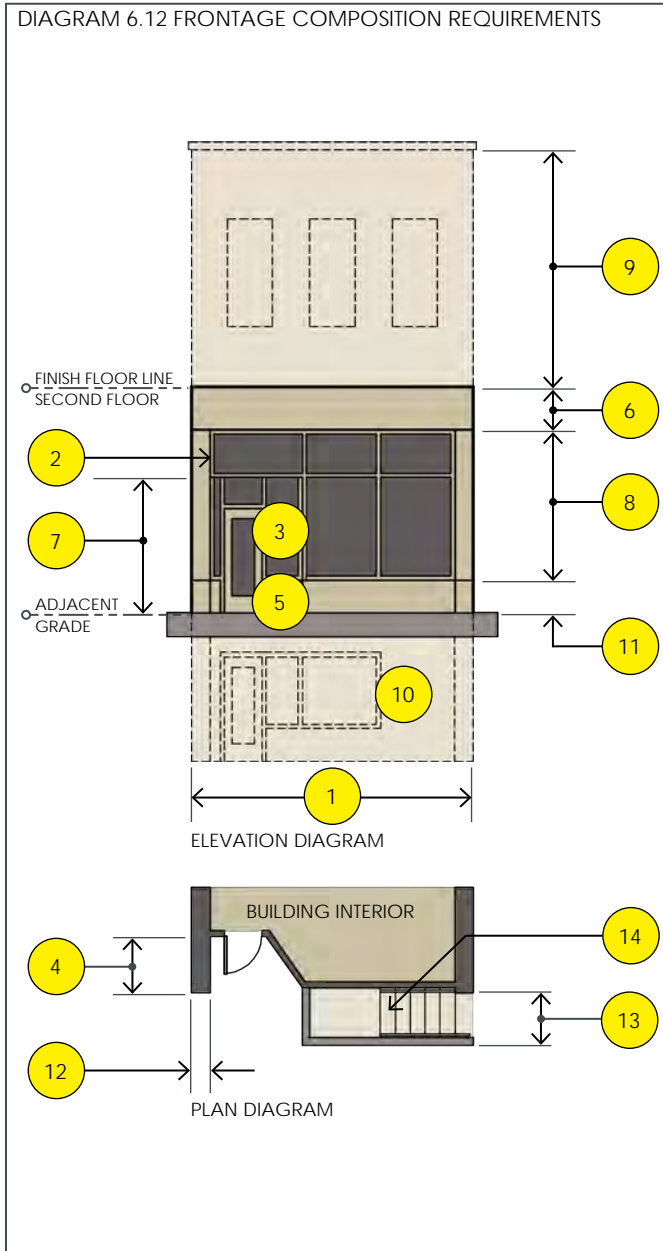 DIAGRAM 6.12 FRONTAGE COMPOSITION REQUIREMENTS
9
FINISH FLOOR LINE
SECOND FLOOR
6
2
8
3
7
5
ADJACENT
GRADE
11
10
1
ELEVATION DIAGRAM
BUILDING INTERIOR
14
4
13
12
PLAN DIAGRAM